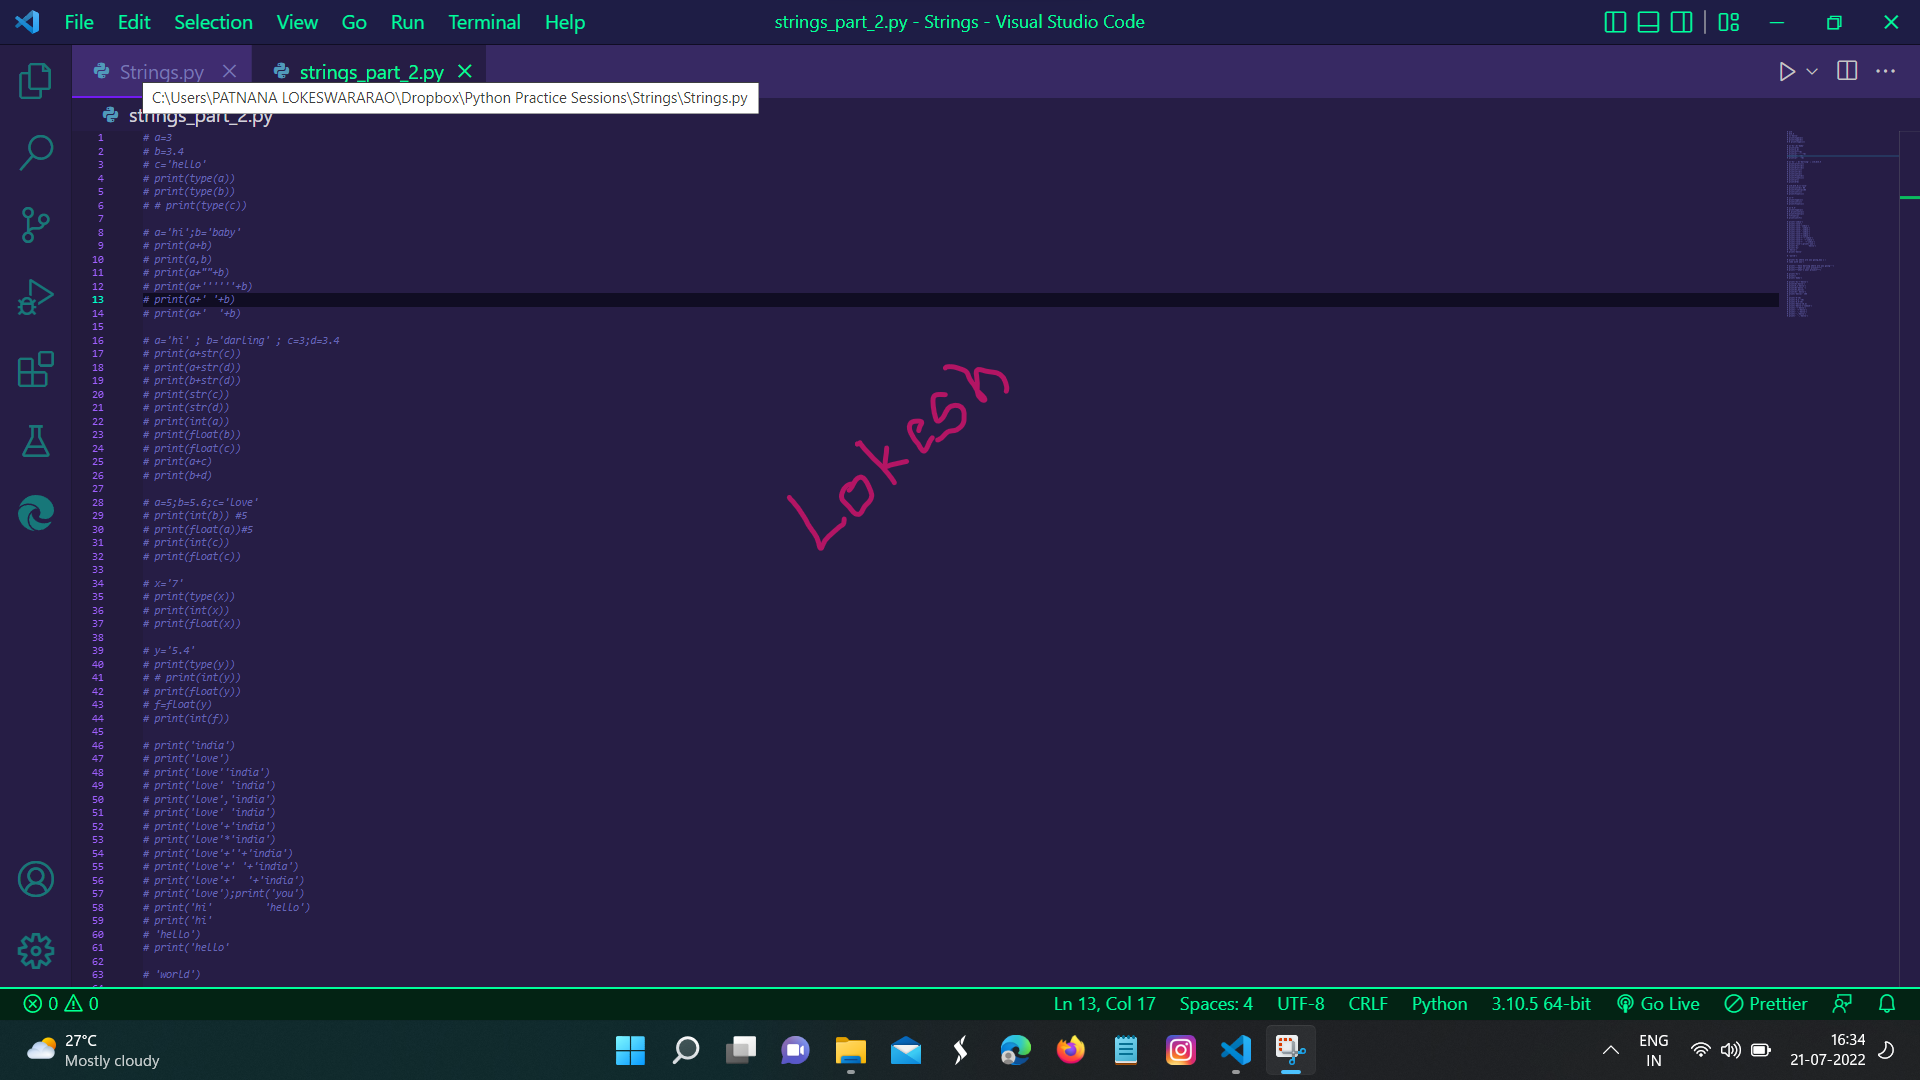 File Edit Selection View Go Run Terminal Help
strings_part_2.py - Strings - Visual Studio Code
Strings.py
strings_part_2.py
C:\Users\PATNANA LOKESWARARAO\Dropbox\Python Practice Sessions\Strings\Strings.py
strings_part_2.py
1 # a=3
2 # b=3.4
3 # c='hello'
4 # print(type(a))
5 # print(type(b))
6 # # print(type(c))
7
8 # a='hi';b='baby'
9 # print(a+b)
10 # print(a,b)
11 # print(a+""+b)
12 # print(a+''''''+b)
13 # print(a+' '+b)
14 # print(a+'  '+b)
15
16 # a='hi' ; b='darling' ; c=3;d=3.4
17 # print(a+str(c))
18 # print(a+str(d))
19 # print(b+str(d))
20 # print(str(c))
21 # print(str(d))
22 # print(int(a))
23 # print(float(b))
24 # print(float(c))
25 # print(a+c)
26 # print(b+d)
27
28 # a=5;b=5.6;c='love'
29 # print(int(b)) #5
30 # print(float(a))#5
31 # print(int(c))
32 # print(float(c))
33
34 # x='7'
35 # print(type(x))
36 # print(int(x))
37 # print(float(x))
38
39 # y='5.4'
40 # print(type(y))
41 # # print(int(y))
42 # print(float(y))
43 # f=float(y)
44 # print(int(f))
45
46 # print('india')
47 # print('love')
48 # print('love''india')
49 # print('love' 'india')
50 # print('love','india')
51 # print('love' 'india')
52 # print('love'+'india')
53 # print('love'*'india')
54 # print('love'+''+'india')
55 # print('love'+' '+'india')
56 # print('love'+'  '+'india')
57 # print('love');print('you')
58 # print('hi'         'hello')
59 # print('hi'
60 # 'hello')
61 # print('hello'
62
63 # 'world')
Lokesh
0 0 Ln 13, Col 17 Spaces: 4 UTF-8 CRLF Python 3.10.5 64-bit Go Live Prettier
27°C
Mostly cloudy
ENG
IN
16:34
21-07-2022